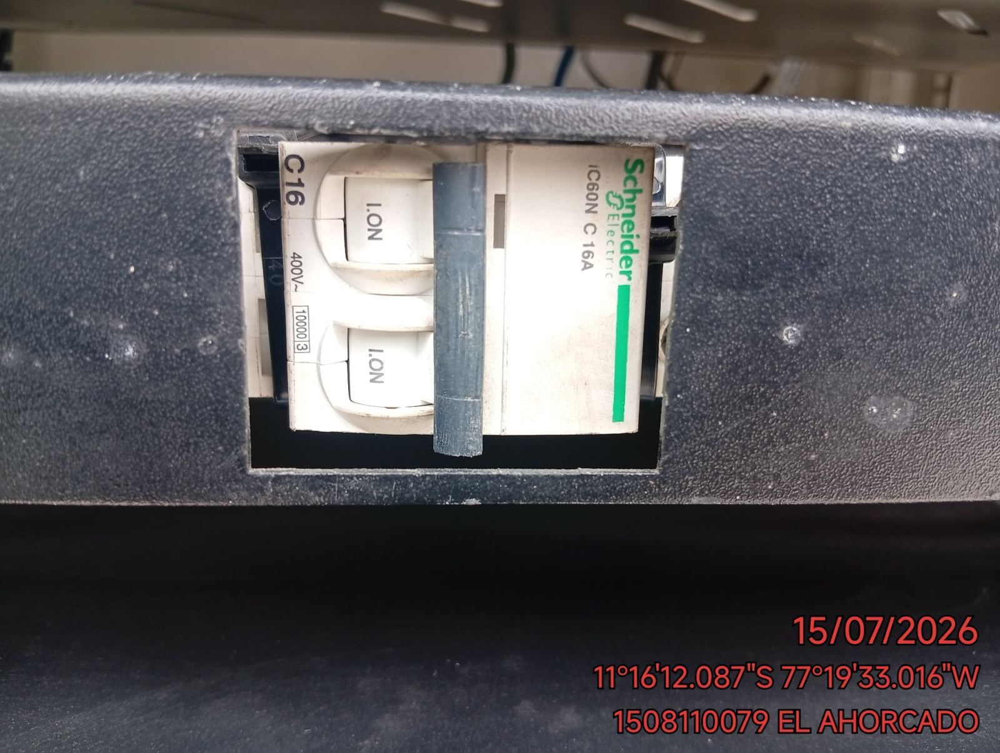 C16
400V~
10000 3
I.ON
I.ON
Schneider
Electric
iC60N C 16A
40
15/07/2026
11°16'12.087"S 77°19'33.016"W
1508110079 EL AHORCADO